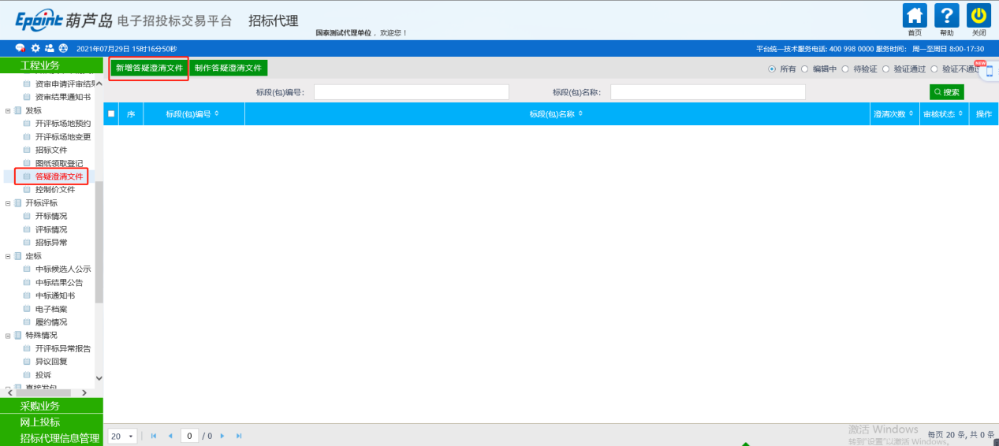 Epoint 葫芦岛 电子招投标交易平台 招标代理
国泰测试代理单位，欢迎您！
首页 帮助 关闭
2021年07月29日 15时16分50秒
平台统一技术服务电话: 400 998 0000 服务时间: 周一至周日 8:00-17:30
工程业务
新增答疑澄清文件 制作答疑澄清文件
所有 编辑中 待验证 验证通过 验证不通过
NEW
标段(包)编号: 标段(包)名称: 搜索
序 标段(包)编号 标段(包)名称 澄清次数 审核状态 操作
资审申请评审结果
资审结果通知书
发标
开评标场地预约
开评标场地变更
招标文件
图纸领取登记
答疑澄清文件
控制价文件
开标评标
开标情况
评标情况
招标异常
定标
中标候选人公示
中标结果公告
中标通知书
电子档案
履约情况
特殊情况
开评标异常报告
异议回复
投诉
直接发包
采购业务
网上投标
招标代理信息管理
20 0 / 0
激活 Windows
转到"设置"以激活 Windows。
每页 20 条, 共 0 条